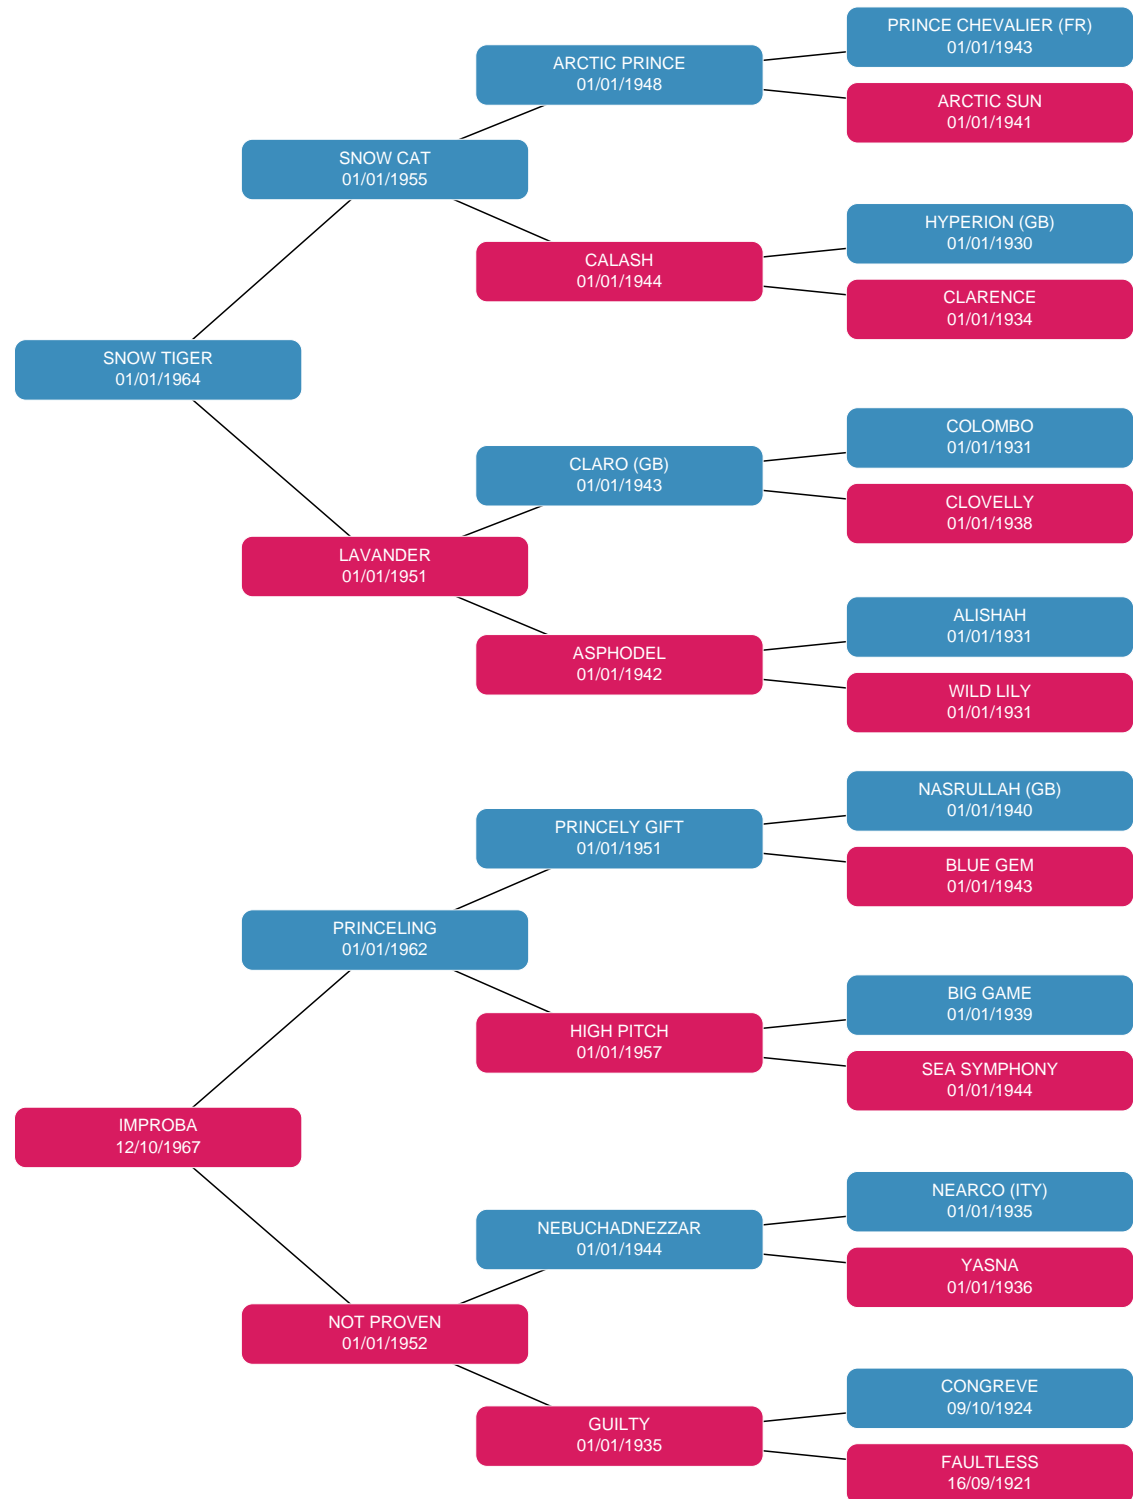 PRINCE CHEVALIER (FR)
01/01/1943
ARCTIC PRINCE
01/01/1948
ARCTIC SUN
01/01/1941
SNOW CAT
01/01/1955
HYPERION (GB)
01/01/1930
CALASH
01/01/1944
CLARENCE
01/01/1934
SNOW TIGER
01/01/1964
COLOMBO
01/01/1931
CLARO (GB)
01/01/1943
CLOVELLY
01/01/1938
LAVANDER
01/01/1951
ALISHAH
01/01/1931
ASPHODEL
01/01/1942
WILD LILY
01/01/1931
NASRULLAH (GB)
01/01/1940
PRINCELY GIFT
01/01/1951
BLUE GEM
01/01/1943
PRINCELING
01/01/1962
BIG GAME
01/01/1939
HIGH PITCH
01/01/1957
SEA SYMPHONY
01/01/1944
IMPROBA
12/10/1967
NEARCO (ITY)
01/01/1935
NEBUCHADNEZZAR
01/01/1944
YASNA
01/01/1936
NOT PROVEN
01/01/1952
CONGREVE
09/10/1924
GUILTY
01/01/1935
FAULTLESS
16/09/1921